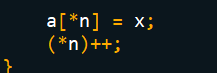 a[*n] = x;
(*n)++;
}